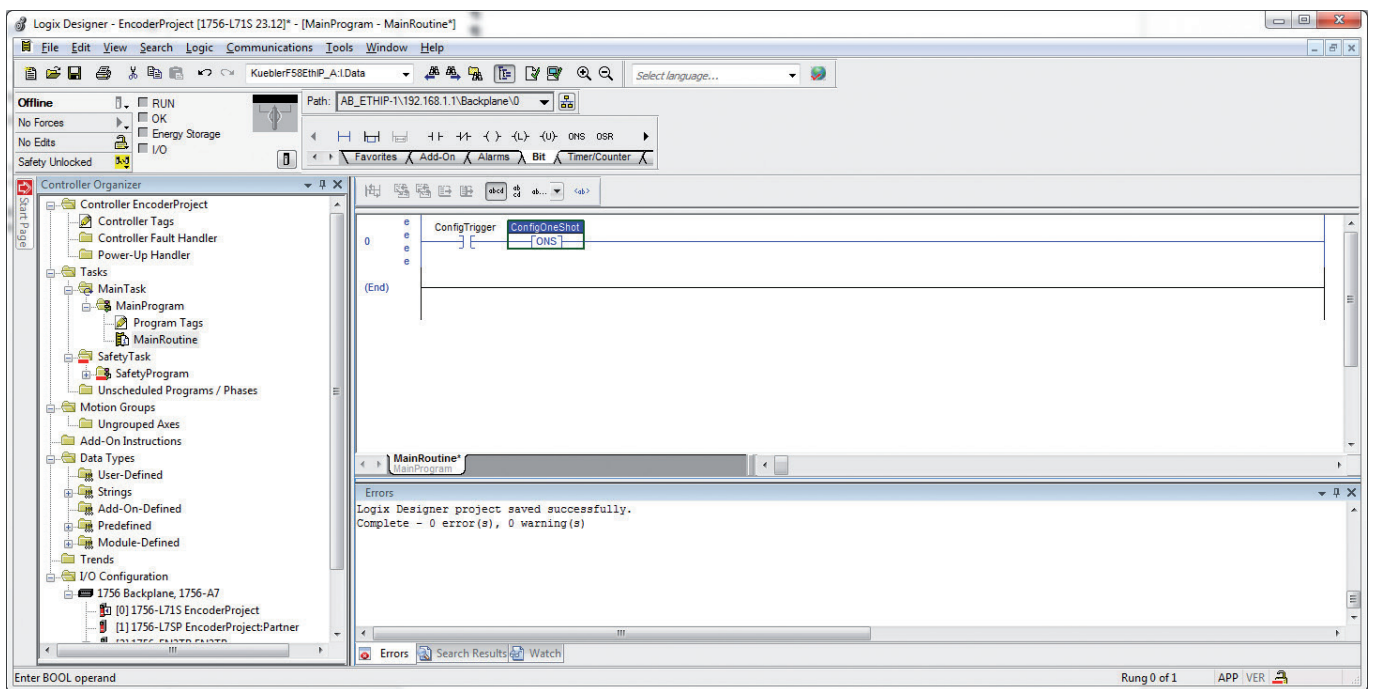 Logix Designer - EncoderProject [1756-L71S 23.12]* - [MainProgram - MainRoutine*]
File Edit View Search Logic Communications Tools Window Help
KueblerF58EthIP_A:I.Data
Select language...
Offline
RUN
No Forces
OK
No Edits
Energy Storage
Safety Unlocked
I/O
Path: AB_ETHIP-1\192.168.1.1\Backplane\0
(L) (U) ONS OSR
Favorites Add-On Alarms Bit Timer/Counter
Start Page
Controller Organizer
Controller EncoderProject
Controller Tags
Controller Fault Handler
Power-Up Handler
Tasks
MainTask
MainProgram
Program Tags
MainRoutine
SafetyTask
SafetyProgram
Unscheduled Programs / Phases
Motion Groups
Ungrouped Axes
Add-On Instructions
Data Types
User-Defined
Strings
Add-On-Defined
Predefined
Module-Defined
Trends
I/O Configuration
1756 Backplane, 1756-A7
[0] 1756-L71S EncoderProject
[1] 1756-L7SP EncoderProject:Partner
abcd ab cd ab... <ab>
0
e
e
e
e
ConfigTrigger
ConfigOneShot
ONS
(End)
MainRoutine*
MainProgram
Errors
Logix Designer project saved successfully.
Complete - 0 error(s), 0 warning(s)
Errors Search Results Watch
Enter BOOL operand
Rung 0 of 1 APP VER